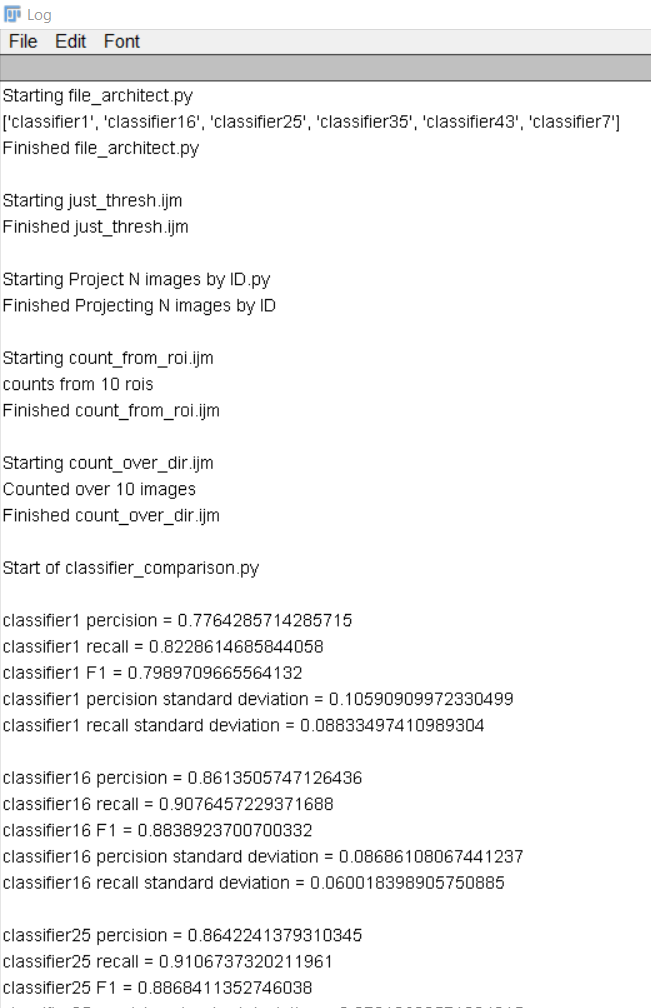 Log
File Edit Font
Starting file_architect.py
['classifier1', 'classifier16', 'classifier25', 'classifier35', 'classifier43', 'classifier7']
Finished file_architect.py
Starting just_thresh.ijm
Finished just_thresh.ijm
Starting Project N images by ID.py
Finished Projecting N images by ID
Starting count_from_roi.ijm
counts from 10 rois
Finished count_from_roi.ijm
Starting count_over_dir.ijm
Counted over 10 images
Finished count_over_dir.ijm
Start of classifier_comparison.py
classifier1 percision = 0.7764285714285715
classifier1 recall = 0.8228614685844058
classifier1 F1 = 0.7989709665564132
classifier1 percision standard deviation = 0.10590909972330499
classifier1 recall standard deviation = 0.08833497410989304
classifier16 percision = 0.8613505747126436
classifier16 recall = 0.9076457229371688
classifier16 F1 = 0.8838923700700332
classifier16 percision standard deviation = 0.08686108067441237
classifier16 recall standard deviation = 0.060018398905750885
classifier25 percision = 0.8642241379310345
classifier25 recall = 0.9106737320211961
classifier25 F1 = 0.8868411352746038